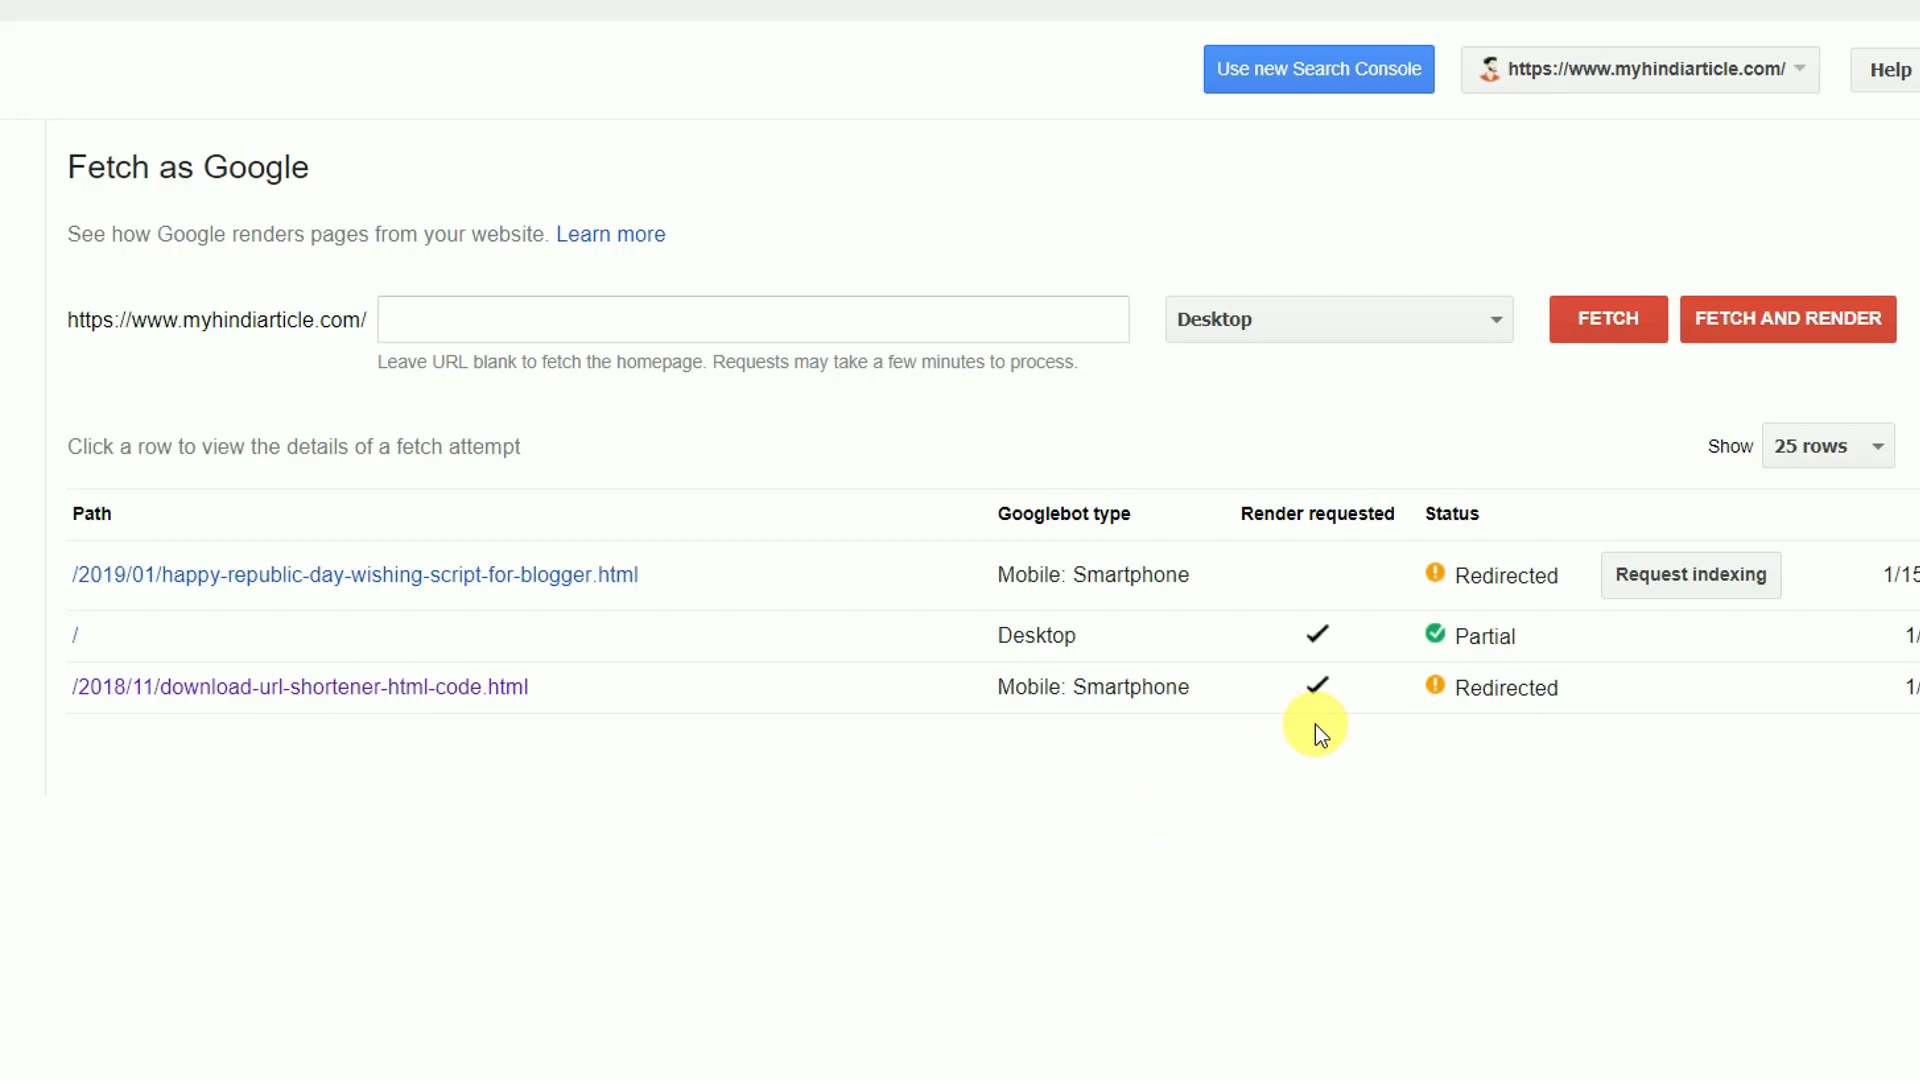 Use new Search Console https://www.myhindiarticle.com/ Help
Fetch as Google
See how Google renders pages from your website. Learn more
https://www.myhindiarticle.com/ Desktop FETCH FETCH AND RENDER
Leave URL blank to fetch the homepage. Requests may take a few minutes to process.
Click a row to view the details of a fetch attempt Show 25 rows
Path Googlebot type Render requested Status
/2019/01/happy-republic-day-wishing-script-for-blogger.html Mobile: Smartphone Redirected Request indexing 1/15
/ Desktop Partial 1/
/2018/11/download-url-shortener-html-code.html Mobile: Smartphone Redirected 1/